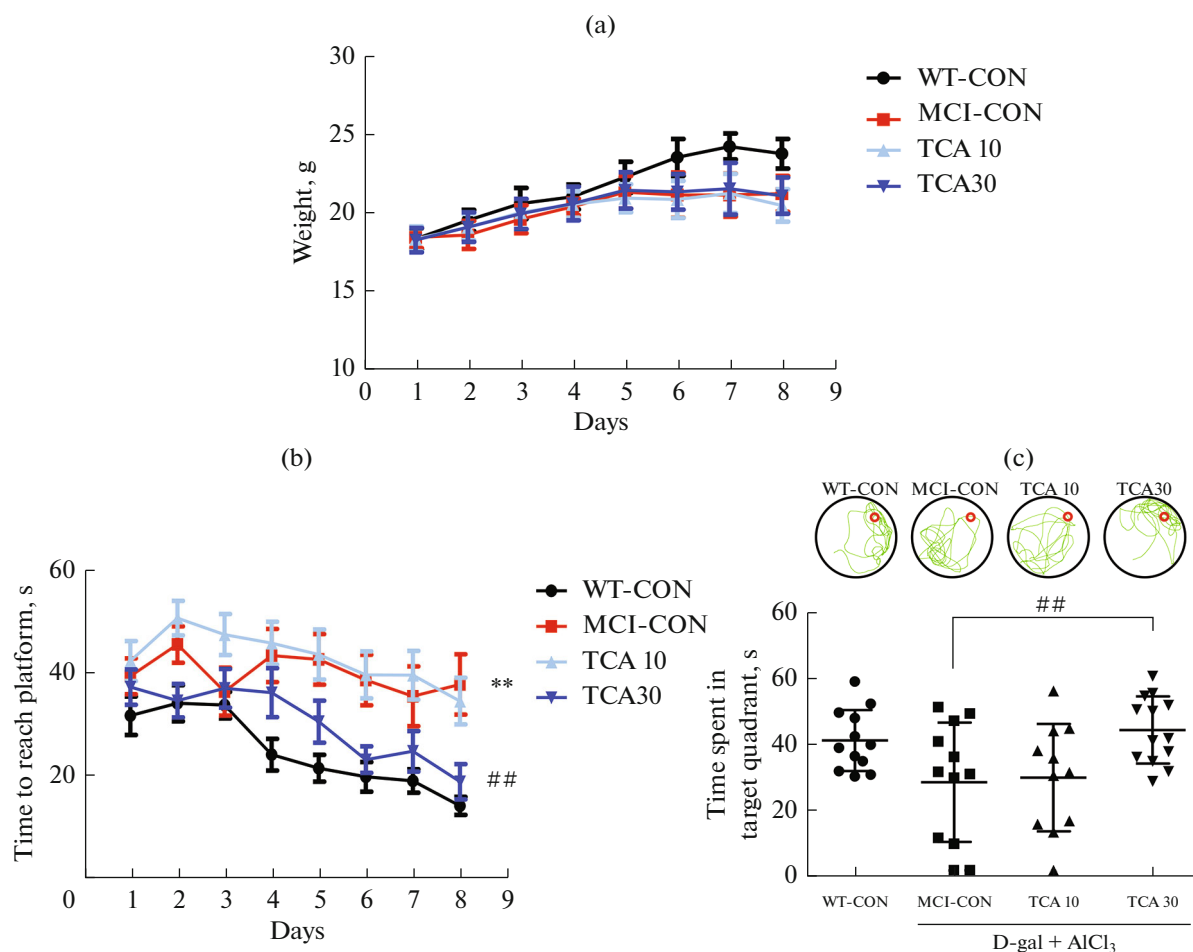 (a)
30
25
20
15
10
Weight, g
0 1 2 3 4 5 6 7 8 9
Days
WT-CON
MCI-CON
TCA 10
TCA30
(b)
60
40
20
0 1 2 3 4 5 6 7 8 9
Time to reach platform, s
Days
WT-CON
MCI-CON
TCA 10
TCA30
**
##
(c)
WT-CON MCI-CON TCA 10 TCA30
##
60
40
20
0
Time spent in
target quadrant, s
WT-CON MCI-CON TCA 10 TCA 30
D-gal + AlCl₃